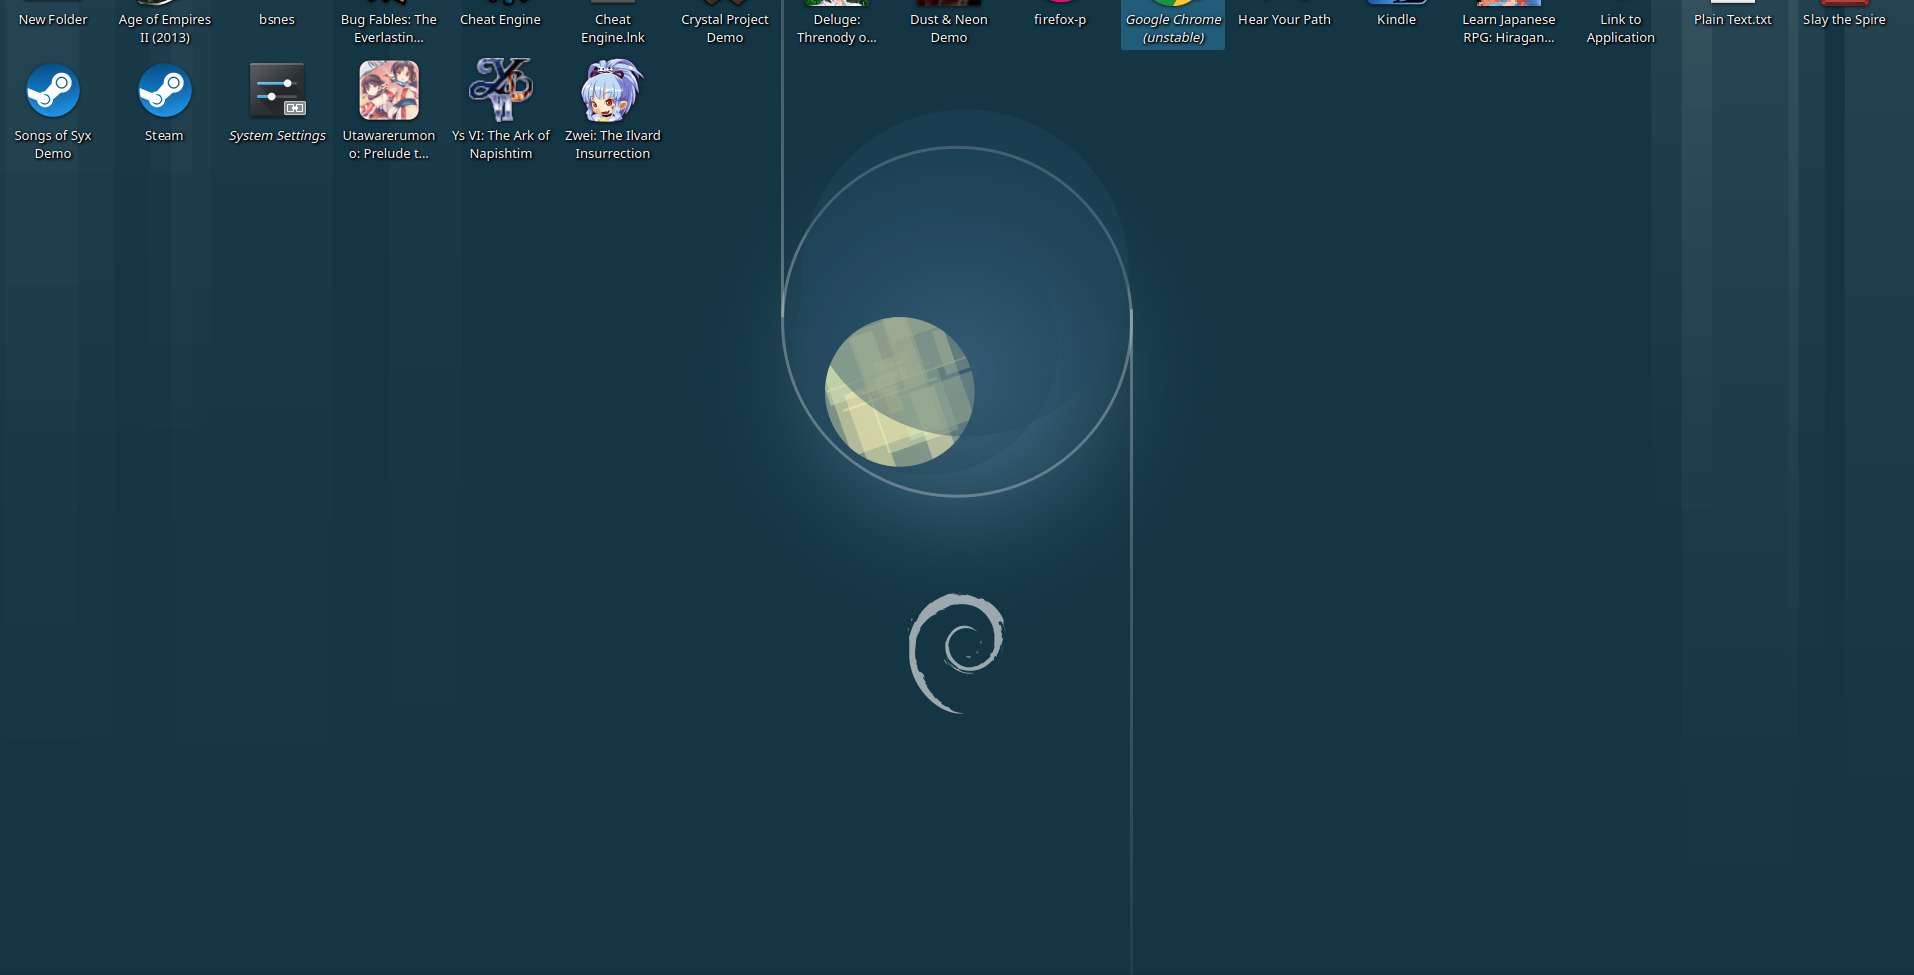 New Folder
Age of Empires
II (2013)
bsnes
Bug Fables: The
Everlastin...
Cheat Engine
Cheat
Engine.lnk
Crystal Project
Demo
Deluge:
Threnody o...
Dust & Neon
Demo
firefox-p
Google Chrome
(unstable)
Hear Your Path
Kindle
Learn Japanese
RPG: Hiragan...
Link to
Application
Plain Text.txt
Slay the Spire
Songs of Syx
Demo
Steam
System Settings
Utawarerumon
o: Prelude t...
Ys VI
Ys VI: The Ark of
Napishtim
Zwei: The Ilvard
Insurrection